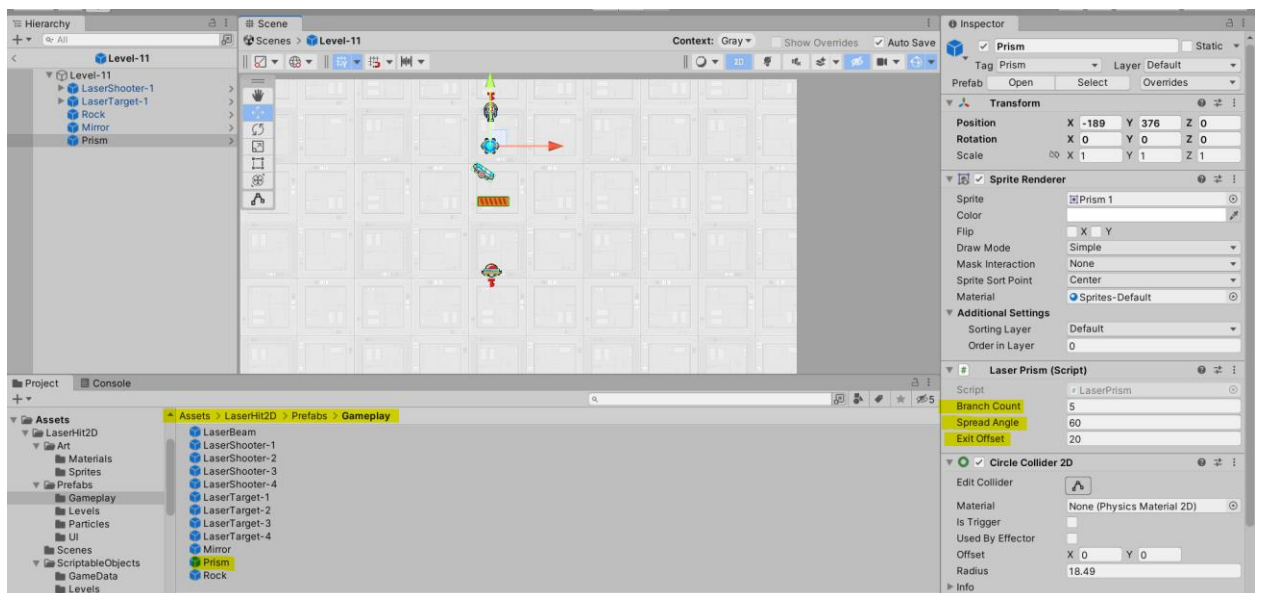 Hierarchy
All
Level-11
Level-11
LaserShooter-1
LaserTarget-1
Rock
Mirror
Prism
Scene
Scenes > Level-11
Context: Gray
Show Overrides
Auto Save
2D
Inspector
Prism
Static
Tag Prism
Layer Default
Prefab Open Select Overrides
Transform
Position X -189 Y 376 Z 0
Rotation X 0 Y 0 Z 0
Scale X 1 Y 1 Z 1
Sprite Renderer
Sprite Prism 1
Color
Flip X Y
Draw Mode Simple
Mask Interaction None
Sprite Sort Point Center
Material Sprites-Default
Additional Settings
Sorting Layer Default
Order in Layer 0
Laser Prism (Script)
Script LaserPrism
Branch Count 5
Spread Angle 60
Exit Offset 20
Circle Collider 2D
Edit Collider
Material None (Physics Material 2D)
Is Trigger
Used By Effector
Offset X 0 Y 0
Radius 18.49
Info
Project
Console
5
Assets
LaserHit2D
Art
Materials
Sprites
Prefabs
Gameplay
Levels
Particles
UI
Scenes
ScriptableObjects
GameData
Levels
Assets > LaserHit2D > Prefabs > Gameplay
LaserBeam
LaserShooter-1
LaserShooter-2
LaserShooter-3
LaserShooter-4
LaserTarget-1
LaserTarget-2
LaserTarget-3
LaserTarget-4
Mirror
Prism
Rock